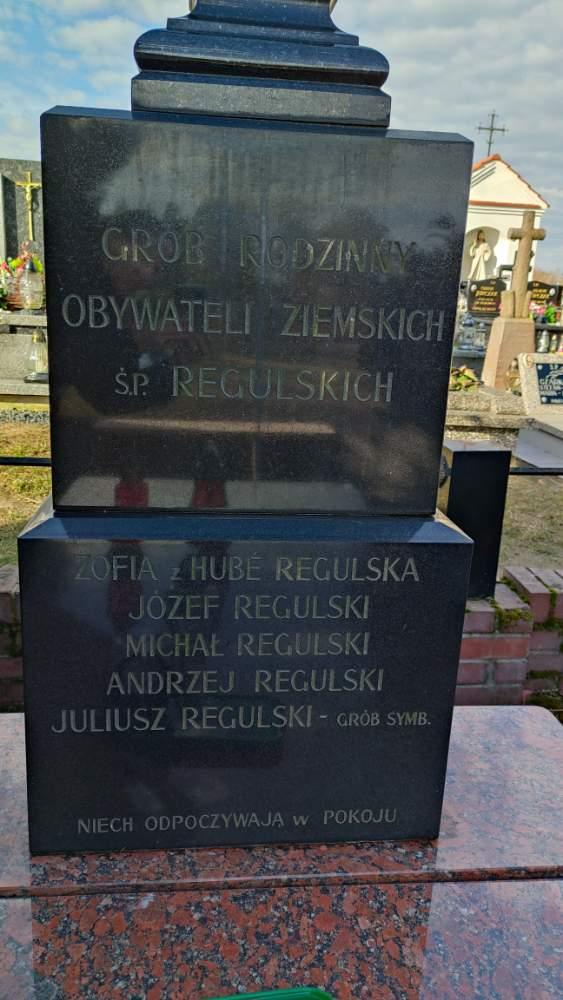 GRÓB RODZINNY
OBYWATELI ZIEMSKICH
Ś.P. REGULSKICH
ZOFIA z HUBÉ REGULSKA
JÓZEF REGULSKI
MICHAŁ REGULSKI
ANDRZEJ REGULSKI
JULIUSZ REGULSKI - GRÓB SYMB.
NIECH ODPOCZYWAJĄ W POKOJU